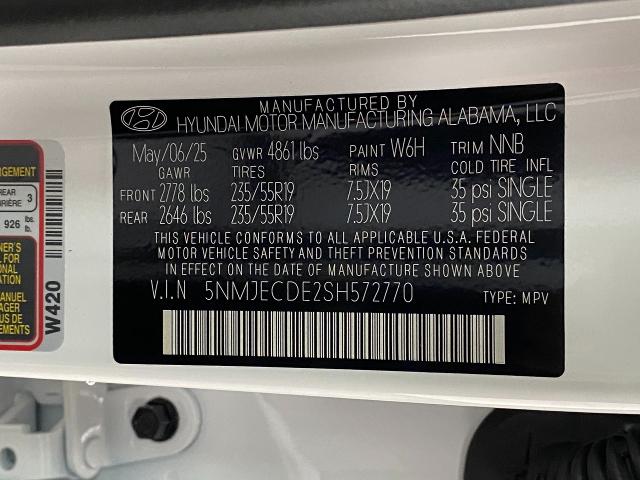 MANUFACTURED BY
HYUNDAI MOTOR MANUFACTURING ALABAMA, LLC
May/06/25 GVWR 4861 lbs PAINT W6H TRIM NNB
GAWR TIRES RIMS COLD TIRE INFL
FRONT 2778 lbs 235/55R19 7.5JX19 35 psi SINGLE
REAR 2646 lbs 235/55R19 7.5JX19 35 psi SINGLE
THIS VEHICLE CONFORMS TO ALL APPLICABLE U.S.A. FEDERAL
MOTOR VEHICLE SAFETY AND THEFT PREVENTION STANDARDS
IN EFFECT ON THE DATE OF MANUFACTURE SHOWN ABOVE
V.I.N 5NMJECDE2SH572770 TYPE: MPV
REAR 3
926 lbs.
W420